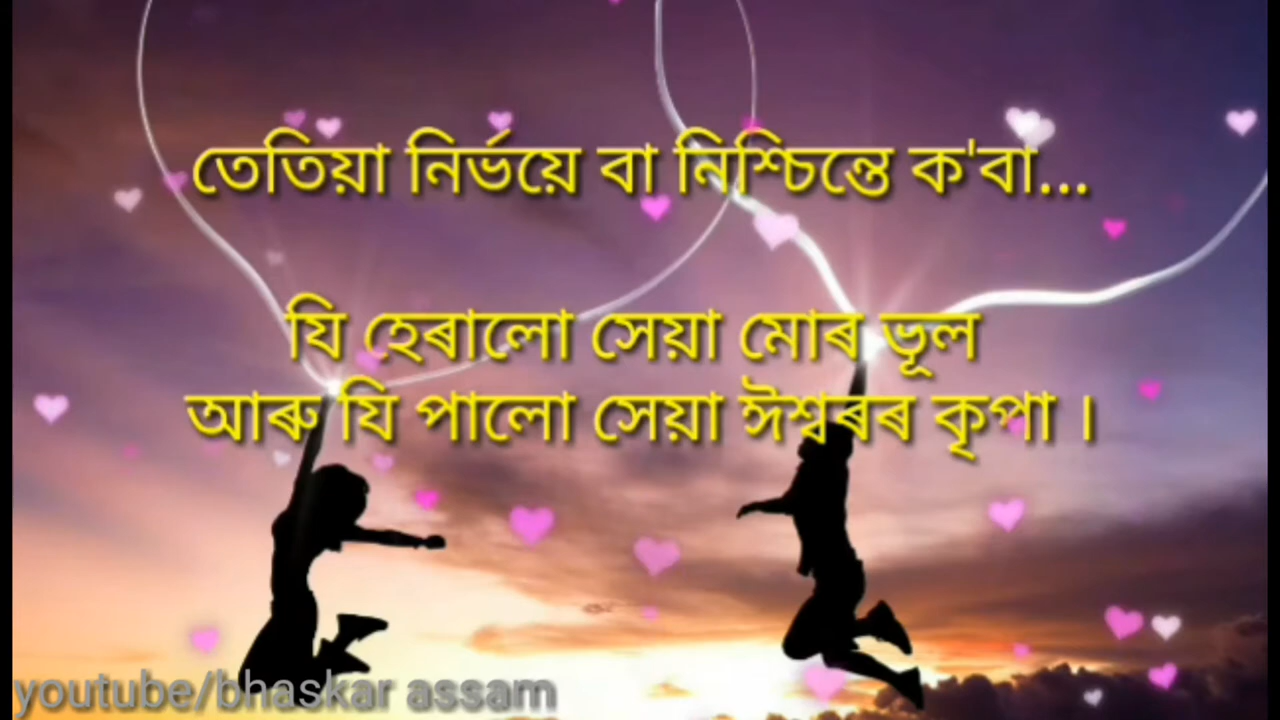 তেতিয়া নিৰ্ভয়ে বা নিশ্চিন্তে ক'বা...
যি হেৰালো সেয়া মোৰ ভূল
আৰু যি পালো সেয়া ঈশ্বৰৰ কৃপা ।
youtube/bhaskar assam